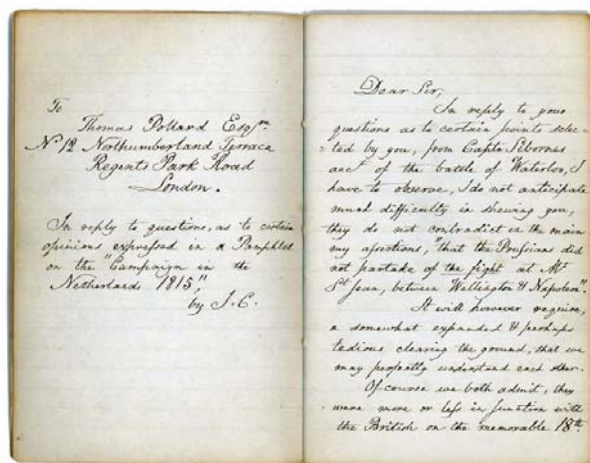 To
Thomas Pollard Esqre
No 12 Northumberland Terrace
Regents Park Road
London.
In reply to questions, as to certain
opinions expressed in a Pamphlet
on the "Campaign in the
Netherlands 1815",
by J. C.
Dear Sir,
In reply to your
questions as to certain points selec=
=ted by you, from Captn Sibornes
acct of the battle of Waterloo, I
have to observe, I do not anticipate
much difficulty in shewing you,
they do not contradict in the main
my assertions, "that the Prussians did
not partake of the fight at Mt
St Jean, between Wellington & Napoleon".
It will however require,
a somewhat expanded & perhaps
tedious clearing the ground, that we
may perfectly understand each other.
Of course we both admit, they
were more or less in function with
the British on the memorable 18th